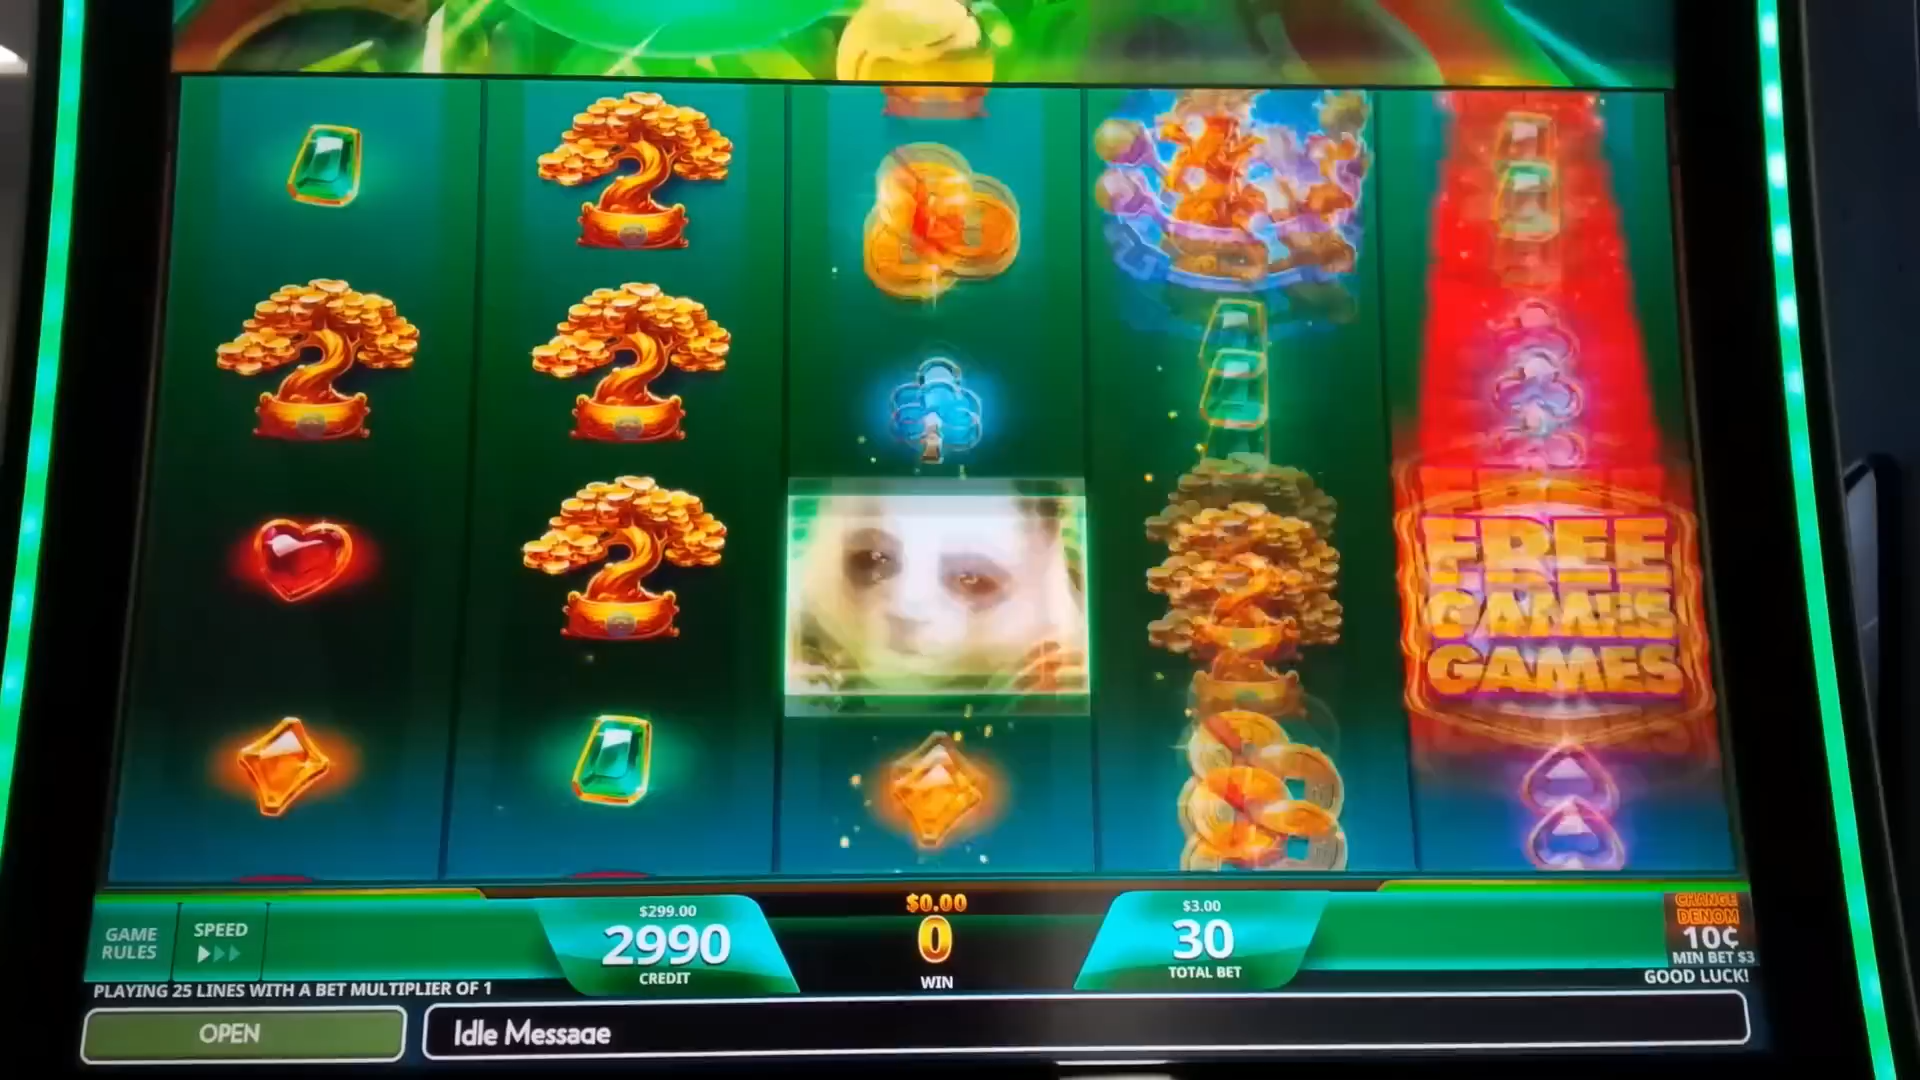 FREE
GAMES
GAMES
GAME
RULES
SPEED
$299.00
2990
CREDIT
$0.00
0
WIN
$3.00
30
TOTAL BET
CHANGE
DENOM
10¢
MIN BET $3
GOOD LUCK!
PLAYING 25 LINES WITH A BET MULTIPLIER OF 1
OPEN
Idle Message